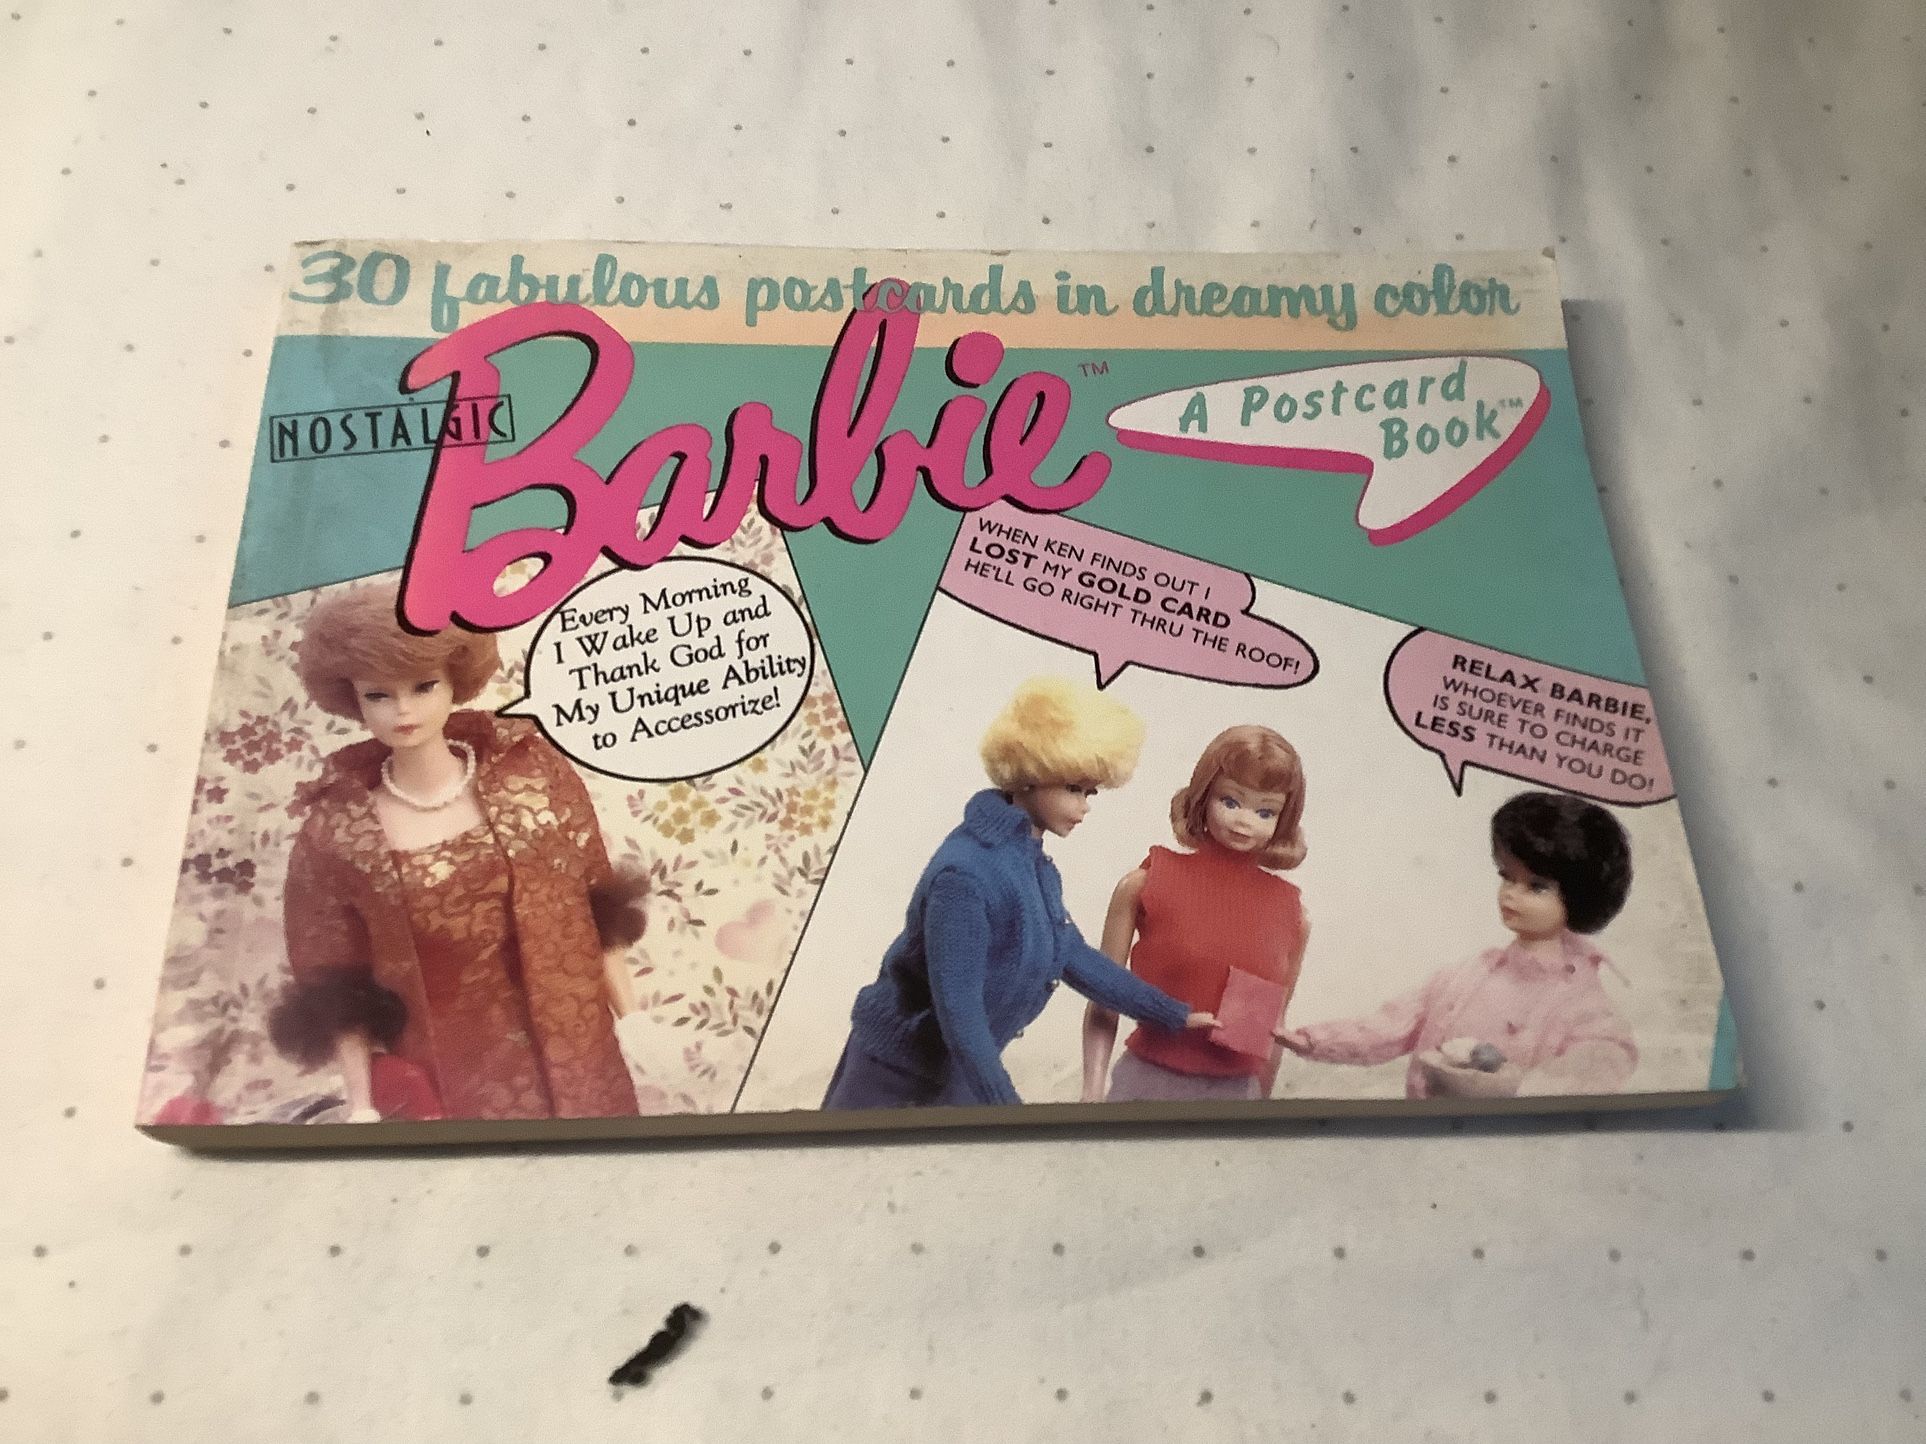 30 fabulous postcards in dreamy color
NOSTALGIC
Barbie™
A Postcard
Book™
Every Morning
I Wake Up and
Thank God for
My Unique Ability
to Accessorize!
WHEN KEN FINDS OUT I
LOST MY GOLD CARD
HE'LL GO RIGHT THRU THE ROOF!
RELAX BARBIE,
WHOEVER FINDS IT
IS SURE TO CHARGE
LESS THAN YOU DO!